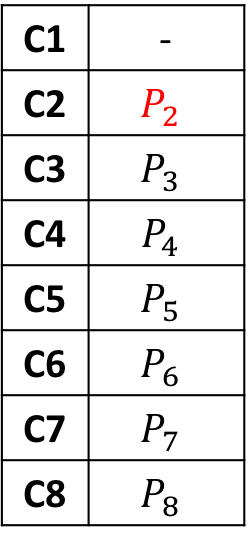 C1 -
C2 P₂
C3 P₃
C4 P₄
C5 P₅
C6 P₆
C7 P₇
C8 P₈